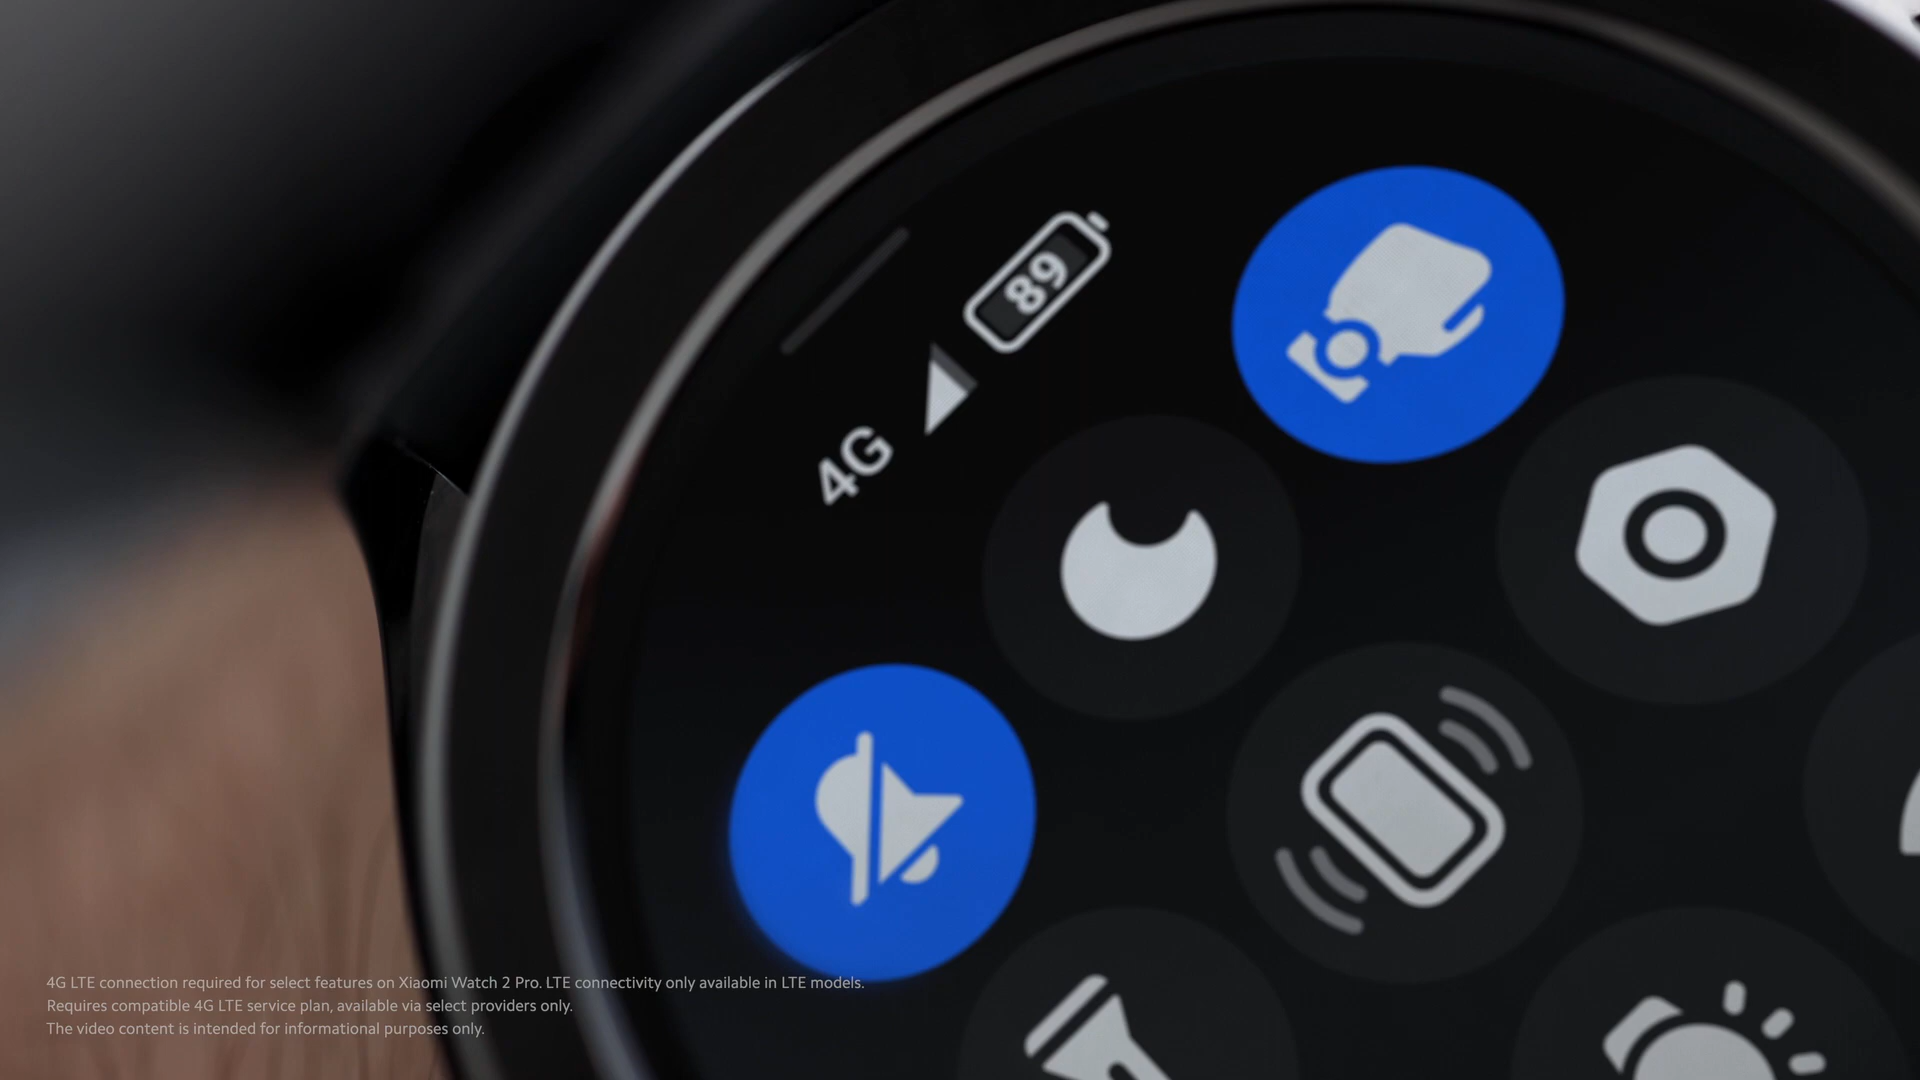 89
4G
4G LTE connection required for select features on Xiaomi Watch 2 Pro. LTE connectivity only available in LTE models.
Requires compatible 4G LTE service plan, available via select providers only.
The video content is intended for informational purposes only.